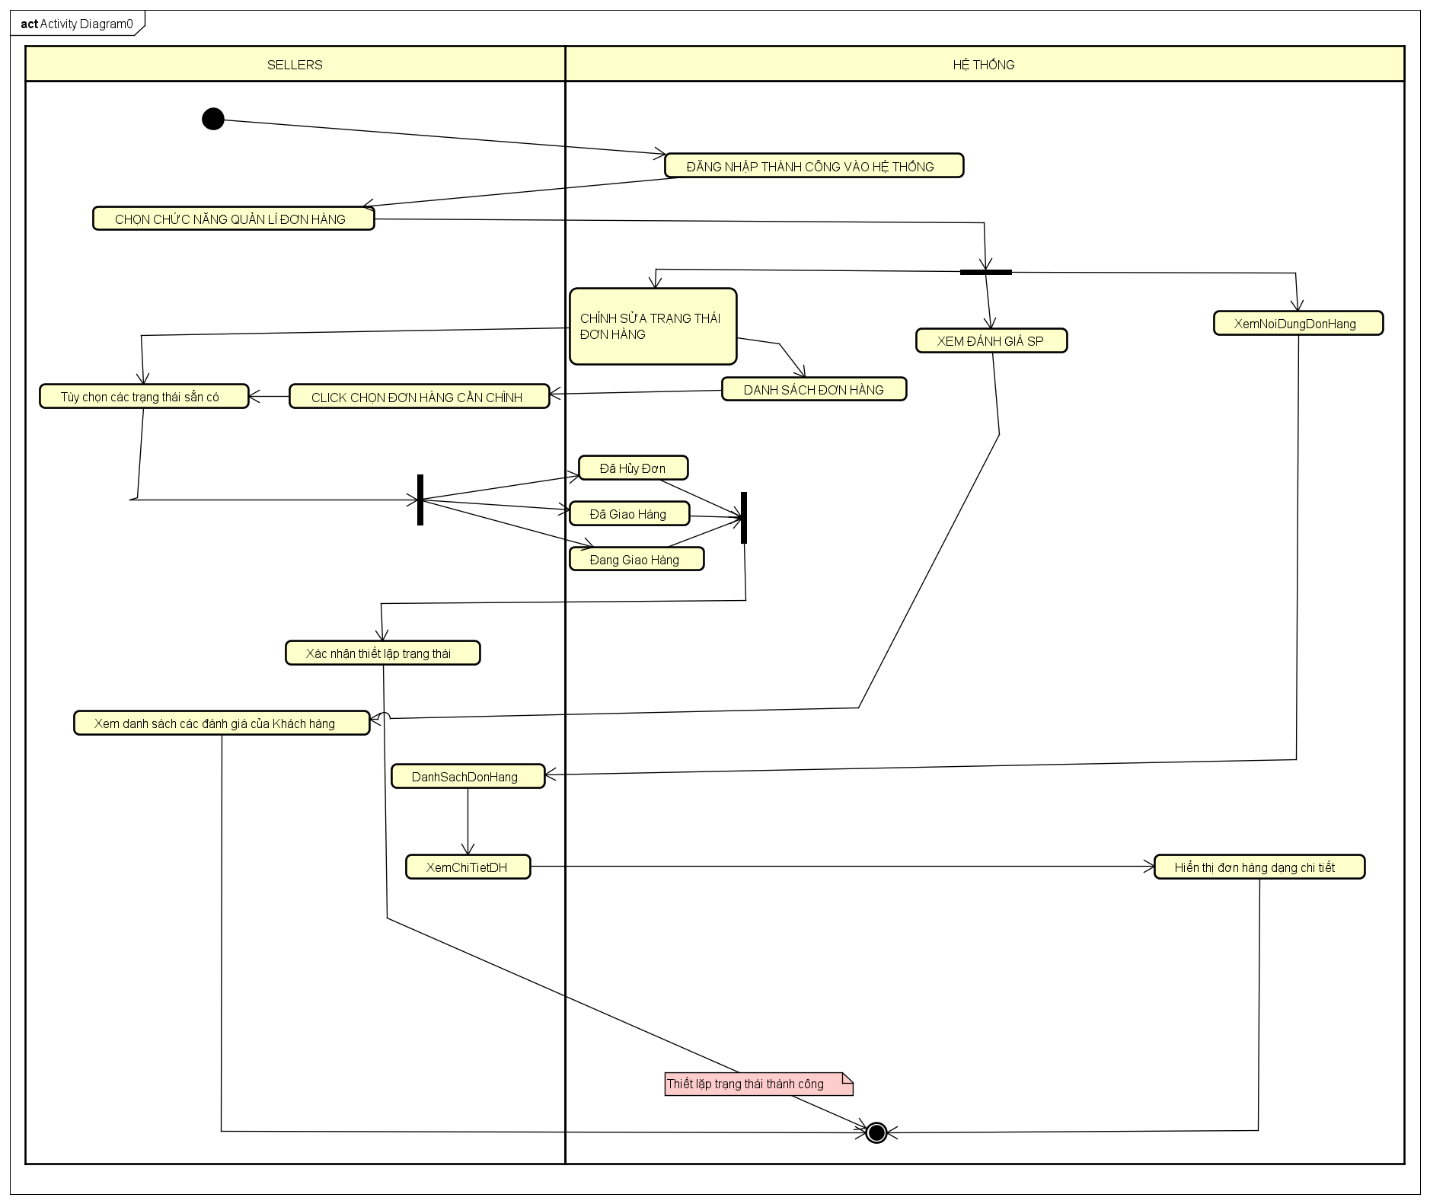 act Activity Diagram0
SELLERS
HỆ THỐNG
ĐĂNG NHẬP THÀNH CÔNG VÀO HỆ THỐNG
CHỌN CHỨC NĂNG QUẢN LÍ ĐƠN HÀNG
CHỈNH SỬA TRẠNG THÁI
ĐƠN HÀNG
XemNoiDungDonHang
XEM ĐÁNH GIÁ SP
DANH SÁCH ĐƠN HÀNG
CLICK CHỌN ĐƠN HÀNG CẦN CHỈNH
Tùy chọn các trạng thái sẵn có
Đã Hủy Đơn
Đã Giao Hàng
Đang Giao Hàng
Xác nhận thiết lập trạng thái
Xem danh sách các đánh giá của Khách hàng
DanhSachDonHang
XemChiTietDH
Hiển thị đơn hàng dạng chi tiết
Thiết lặp trạng thái thành công